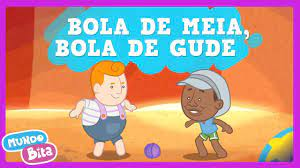 BOLA DE MEIA,
BOLA DE GUDE
MUNDO
Bita